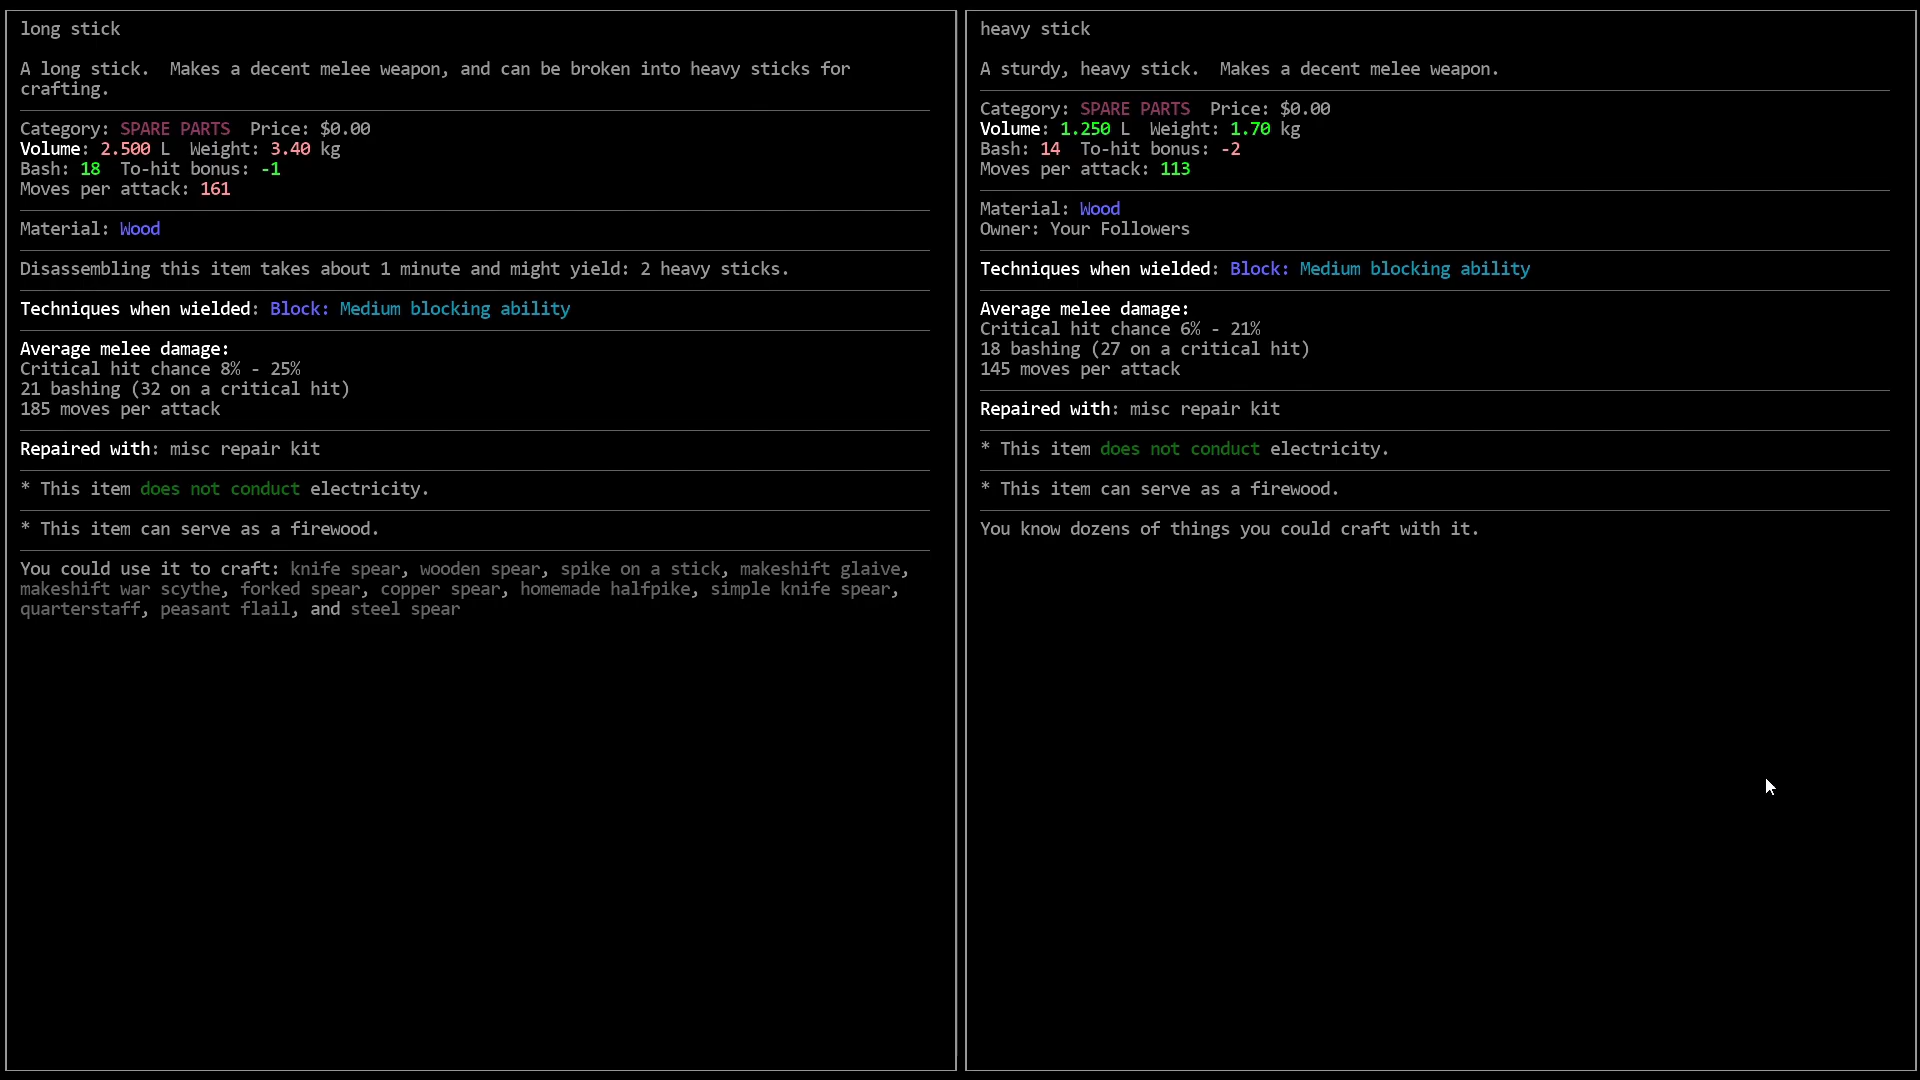 long stick
A long stick.  Makes a decent melee weapon, and can be broken into heavy sticks for
crafting.
Category: SPARE PARTS  Price: $0.00
Volume: 2.500 L  Weight: 3.40 kg
Bash: 18  To-hit bonus: -1
Moves per attack: 161
Material: Wood
Disassembling this item takes about 1 minute and might yield: 2 heavy sticks.
Techniques when wielded: Block: Medium blocking ability
Average melee damage:
Critical hit chance 8% - 25%
21 bashing (32 on a critical hit)
185 moves per attack
Repaired with: misc repair kit
* This item does not conduct electricity.
* This item can serve as a firewood.
You could use it to craft: knife spear, wooden spear, spike on a stick, makeshift glaive,
makeshift war scythe, forked spear, copper spear, homemade halfpike, simple knife spear,
quarterstaff, peasant flail, and steel spear
heavy stick
A sturdy, heavy stick.  Makes a decent melee weapon.
Category: SPARE PARTS  Price: $0.00
Volume: 1.250 L  Weight: 1.70 kg
Bash: 14  To-hit bonus: -2
Moves per attack: 113
Material: Wood
Owner: Your Followers
Techniques when wielded: Block: Medium blocking ability
Average melee damage:
Critical hit chance 6% - 21%
18 bashing (27 on a critical hit)
145 moves per attack
Repaired with: misc repair kit
* This item does not conduct electricity.
* This item can serve as a firewood.
You know dozens of things you could craft with it.